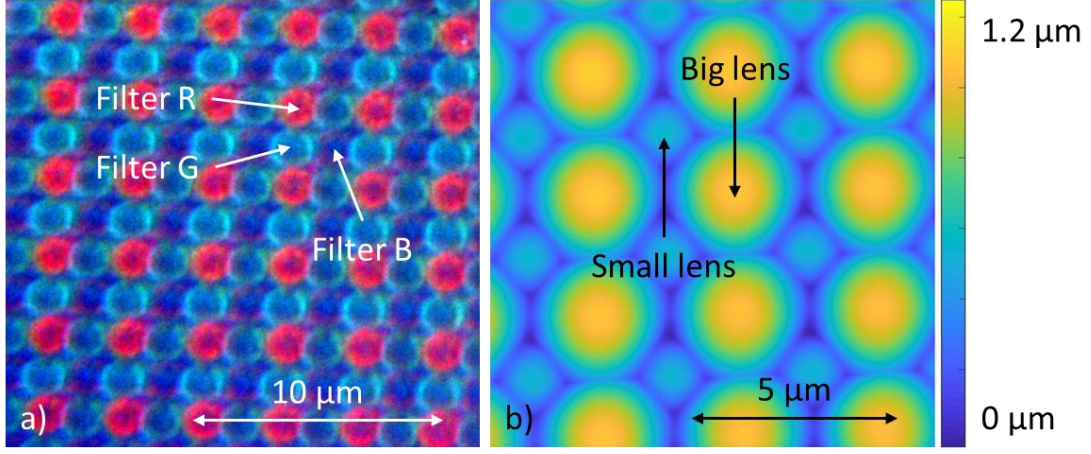 Filter R
Filter G
Filter B
10 µm
a)
Big lens
Small lens
5 µm
b)
1.2 µm
0 µm